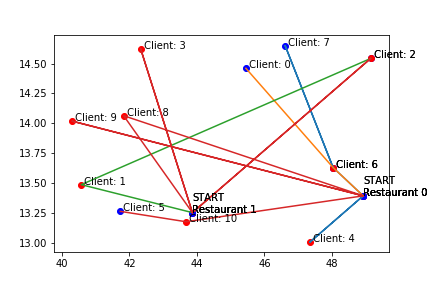 Client: 7
Client: 3
Client: 2
14.50
Client: 0
14.25
Client: 9
Client: 8
14.00
13.75
Client: 6
13.50
Client: 1
START
START
Restaurant 0
13.25
Client: 5
Restaurant 1
Client: 10
Client: 4
13.00
40 42 44 46 48